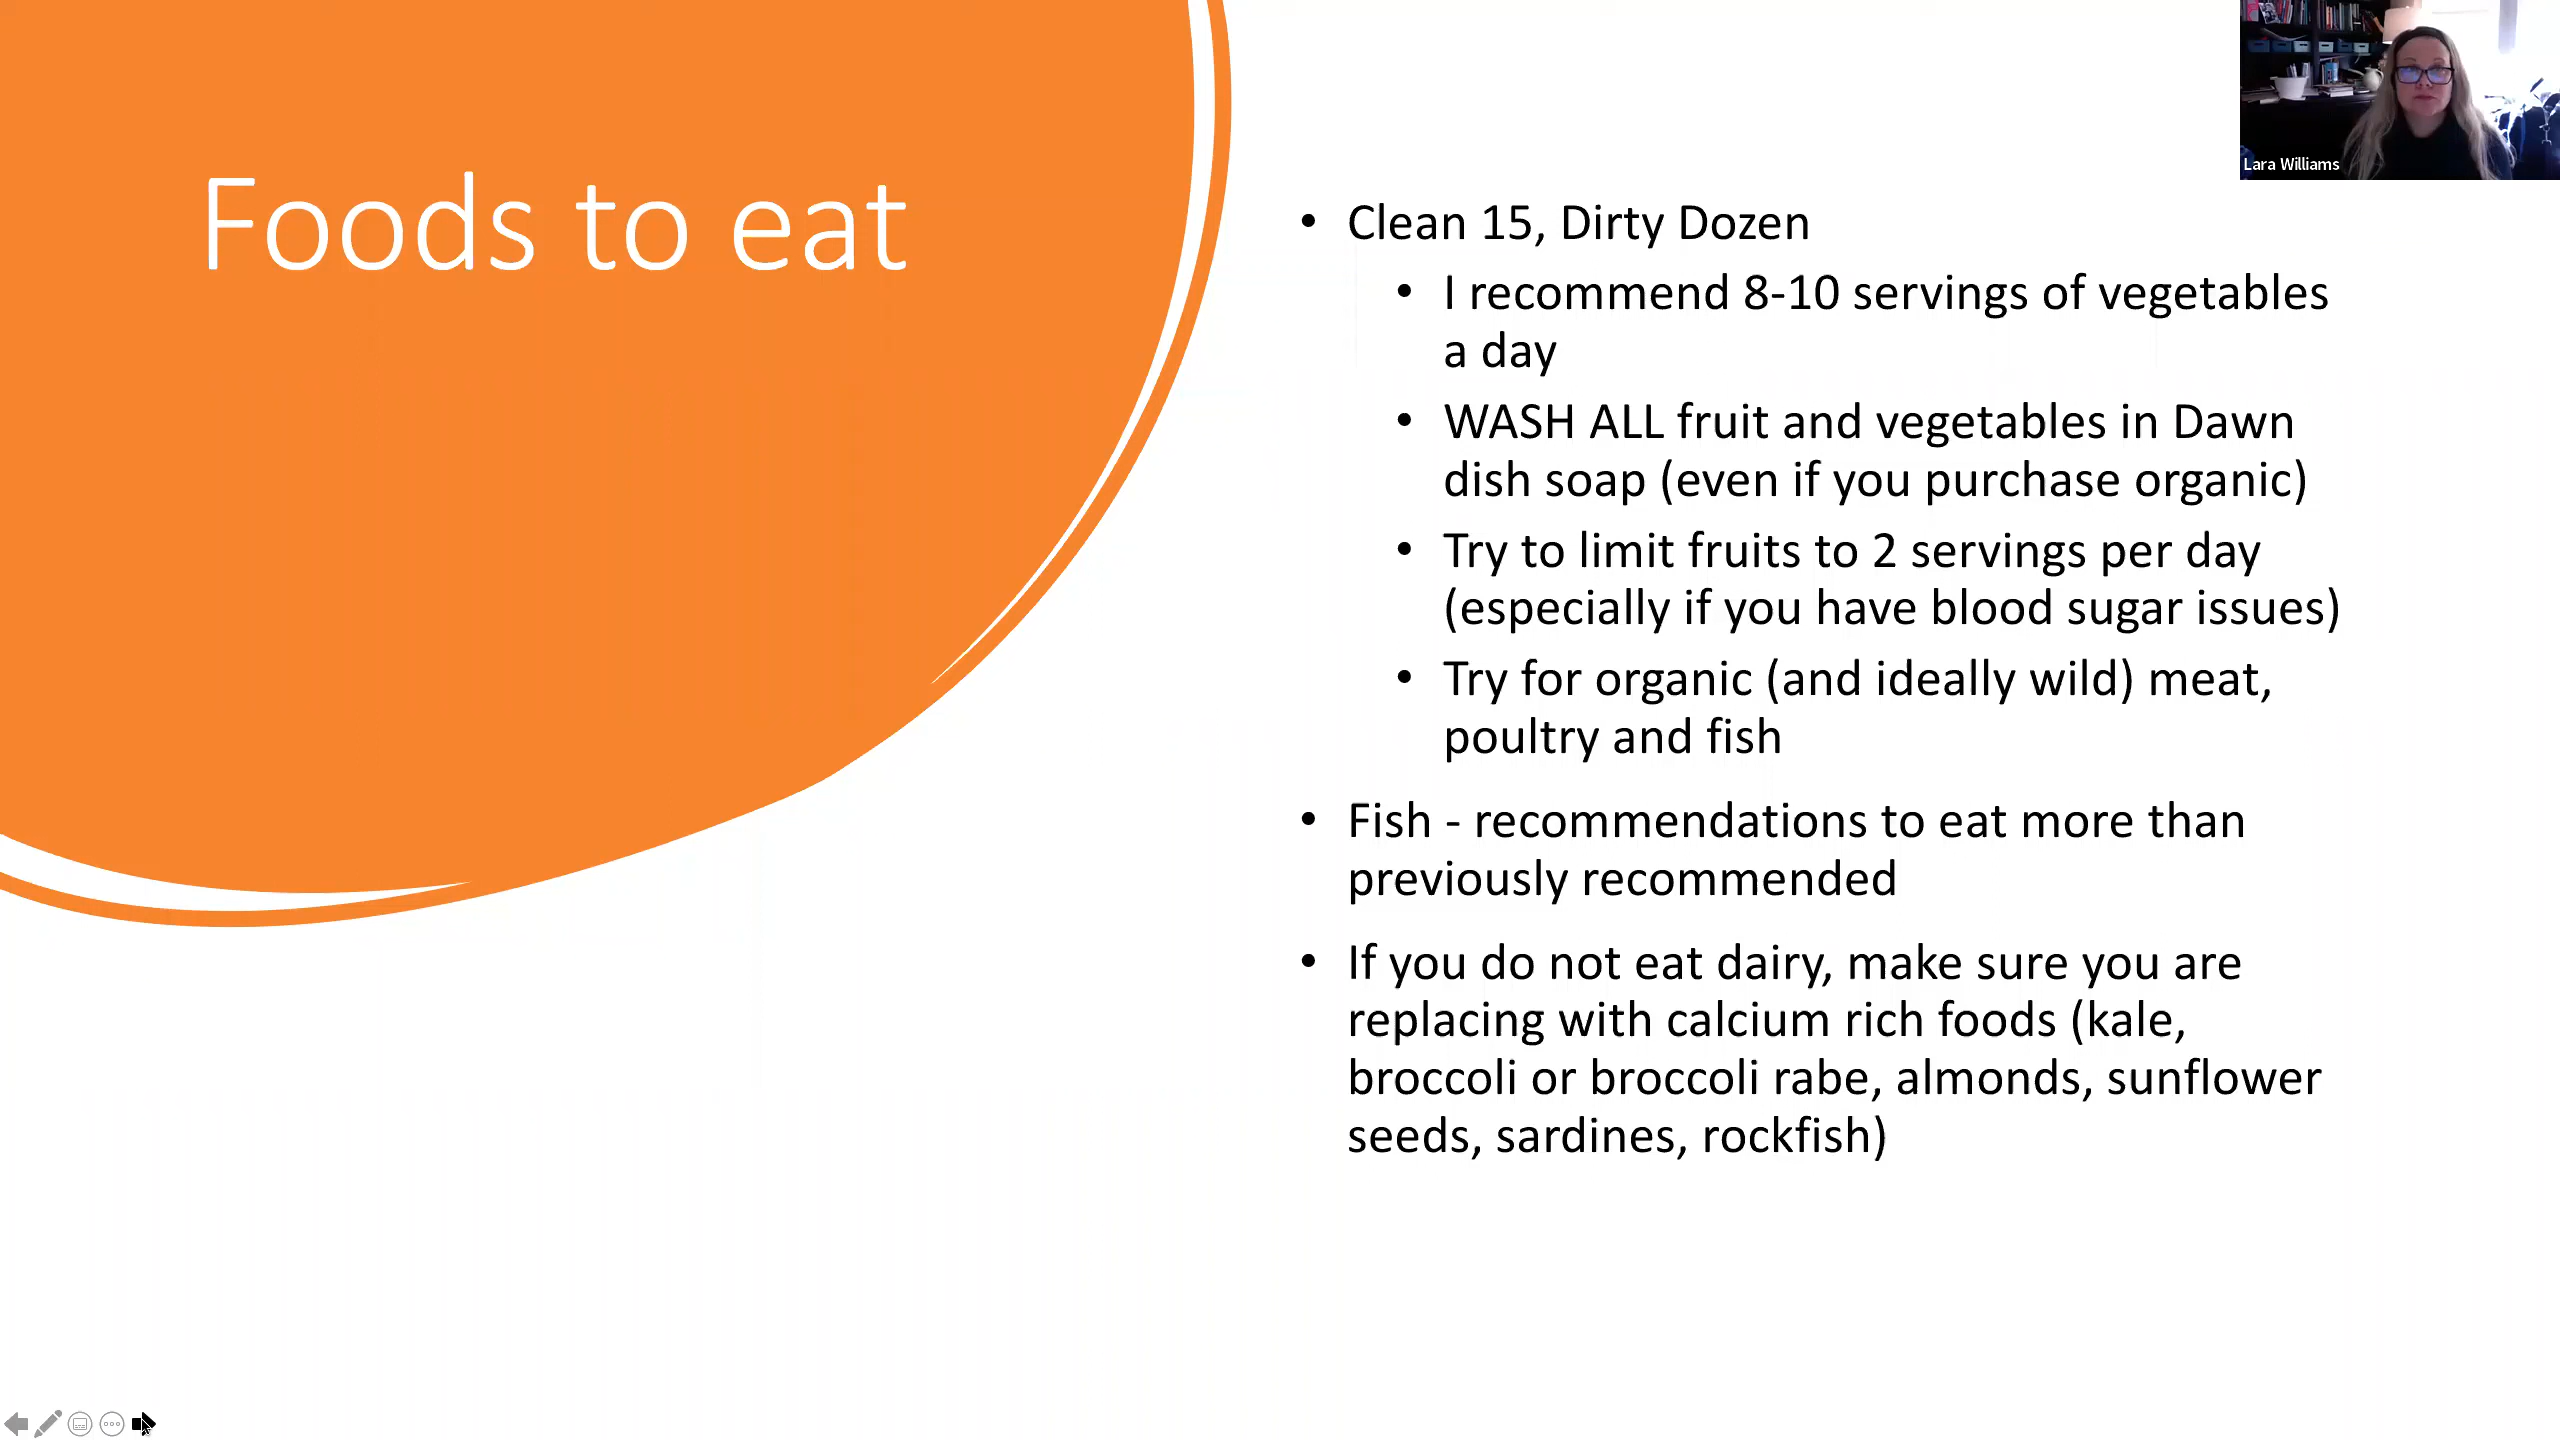 Lara Williams
Foods to eat
• Clean 15, Dirty Dozen
• I recommend 8-10 servings of vegetables
a day
• WASH ALL fruit and vegetables in Dawn
dish soap (even if you purchase organic)
• Try to limit fruits to 2 servings per day
(especially if you have blood sugar issues)
• Try for organic (and ideally wild) meat,
poultry and fish
• Fish - recommendations to eat more than
previously recommended
• If you do not eat dairy, make sure you are
replacing with calcium rich foods (kale,
broccoli or broccoli rabe, almonds, sunflower
seeds, sardines, rockfish)